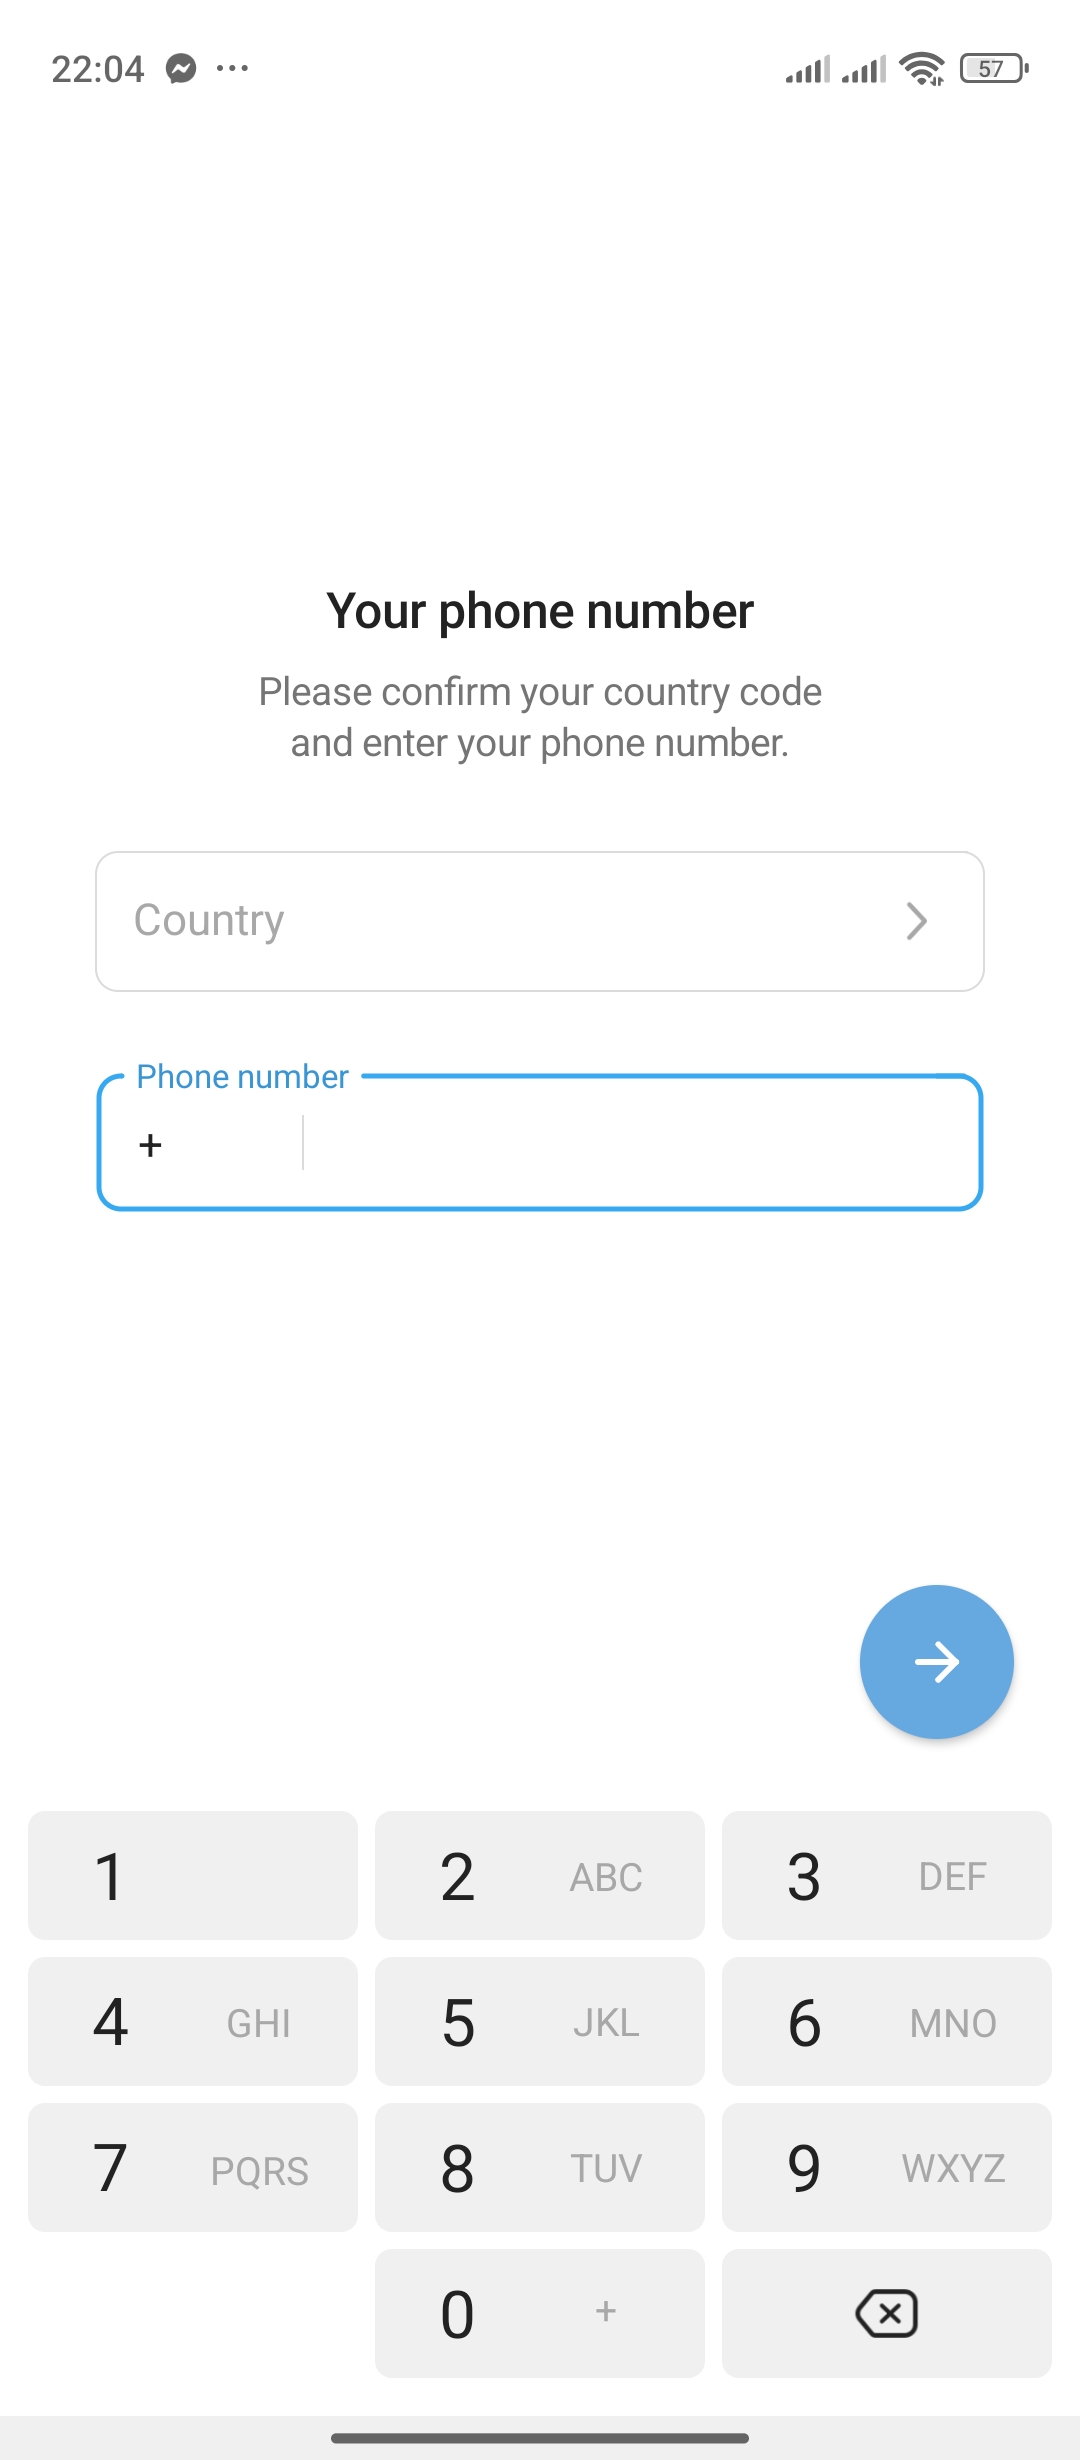 22:04
57
Your phone number
Please confirm your country code
and enter your phone number.
Country
Phone number
+
1
2 ABC
3 DEF
4 GHI
5 JKL
6 MNO
7 PQRS
8 TUV
9 WXYZ
0 +